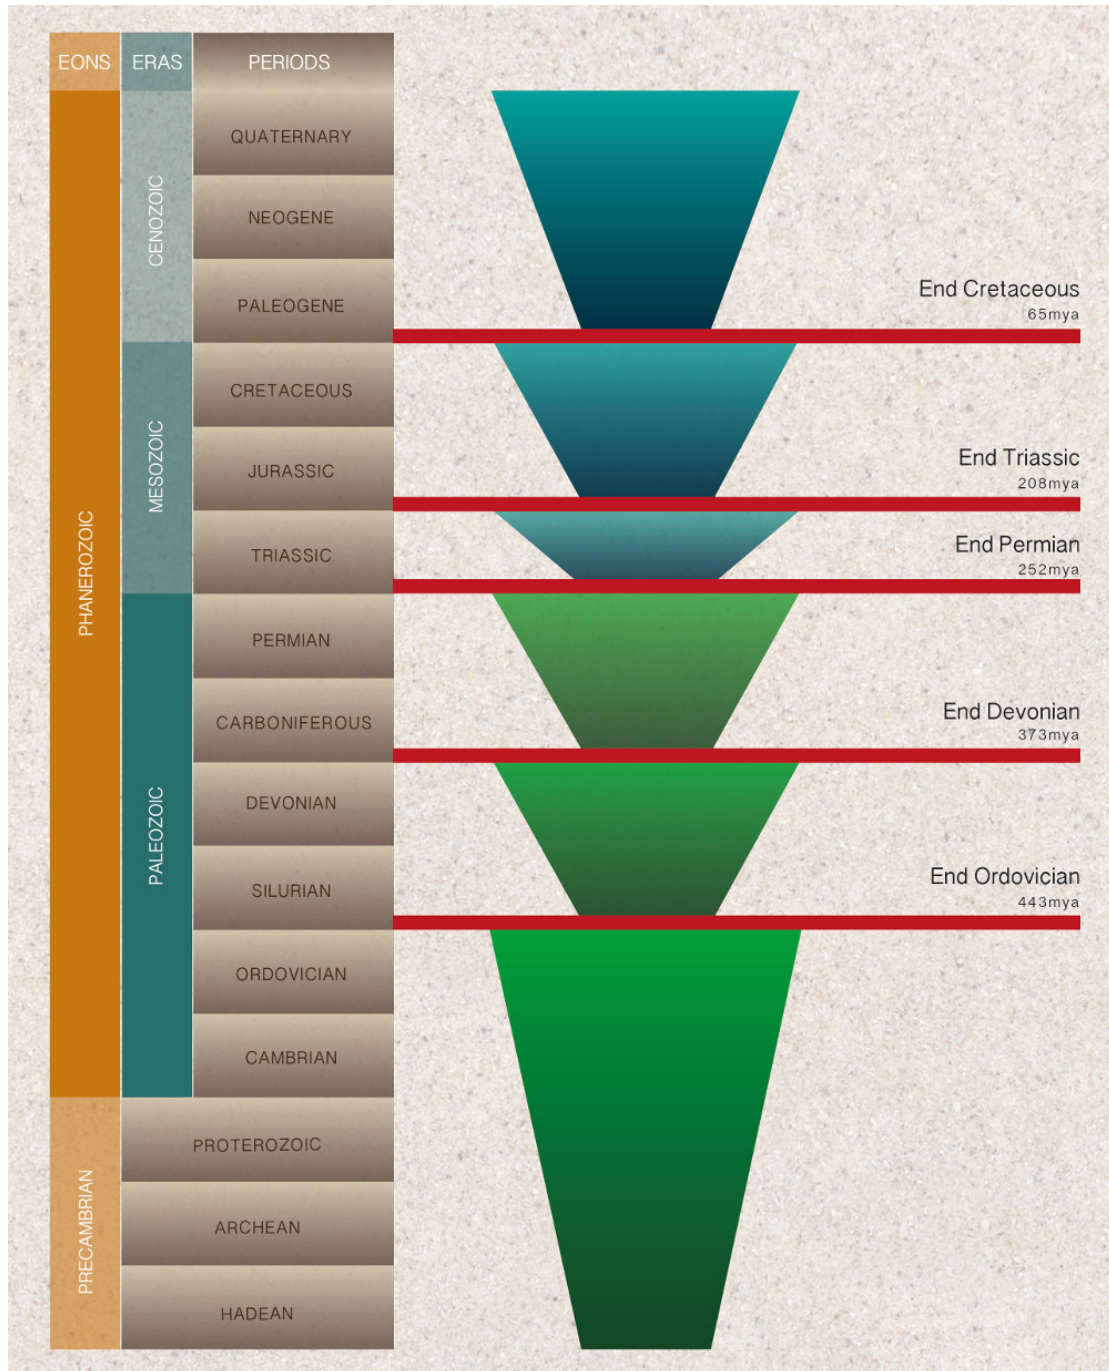 EONS ERAS PERIODS
QUATERNARY
NEOGENE
PALEOGENE
CENOZOIC
CRETACEOUS
JURASSIC
TRIASSIC
MESOZOIC
PERMIAN
CARBONIFEROUS
DEVONIAN
SILURIAN
ORDOVICIAN
CAMBRIAN
PALEOZOIC
PHANEROZOIC
PROTEROZOIC
ARCHEAN
HADEAN
PRECAMBRIAN
End Cretaceous
65mya
End Triassic
208mya
End Permian
252mya
End Devonian
373mya
End Ordovician
443mya